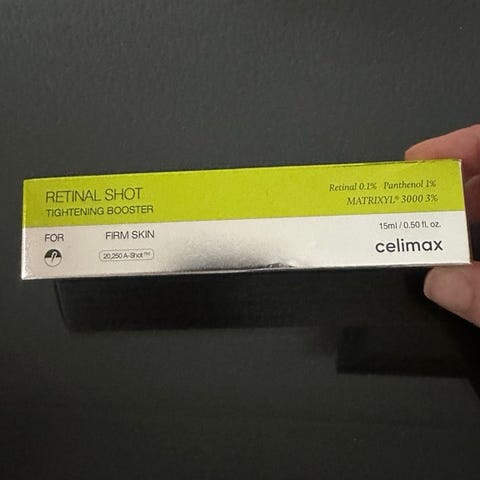 RETINAL SHOT
TIGHTENING BOOSTER
Retinal 0.1% Panthenol 1%
MATRIXYL® 3000 3%
FOR FIRM SKIN
20,250 A-Shot™
15ml / 0.50 fl. oz.
celimax